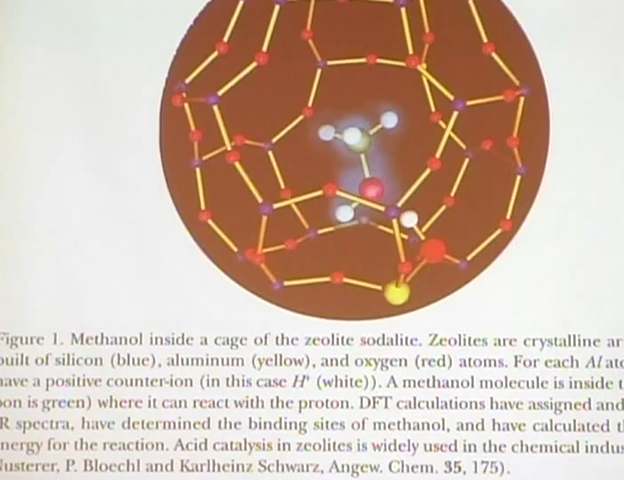 Figure 1. Methanol inside a cage of the zeolite sodalite. Zeolites are crystalline ar
built of silicon (blue), aluminum (yellow), and oxygen (red) atoms. For each Al ato
have a positive counter-ion (in this case H⁺ (white)). A methanol molecule is inside t
on is green) where it can react with the proton. DFT calculations have assigned and
R spectra, have determined the binding sites of methanol, and have calculated t
nergy for the reaction. Acid catalysis in zeolites is widely used in the chemical indus
Nusterer, P. Bloechl and Karlheinz Schwarz, Angew. Chem. 35, 175).